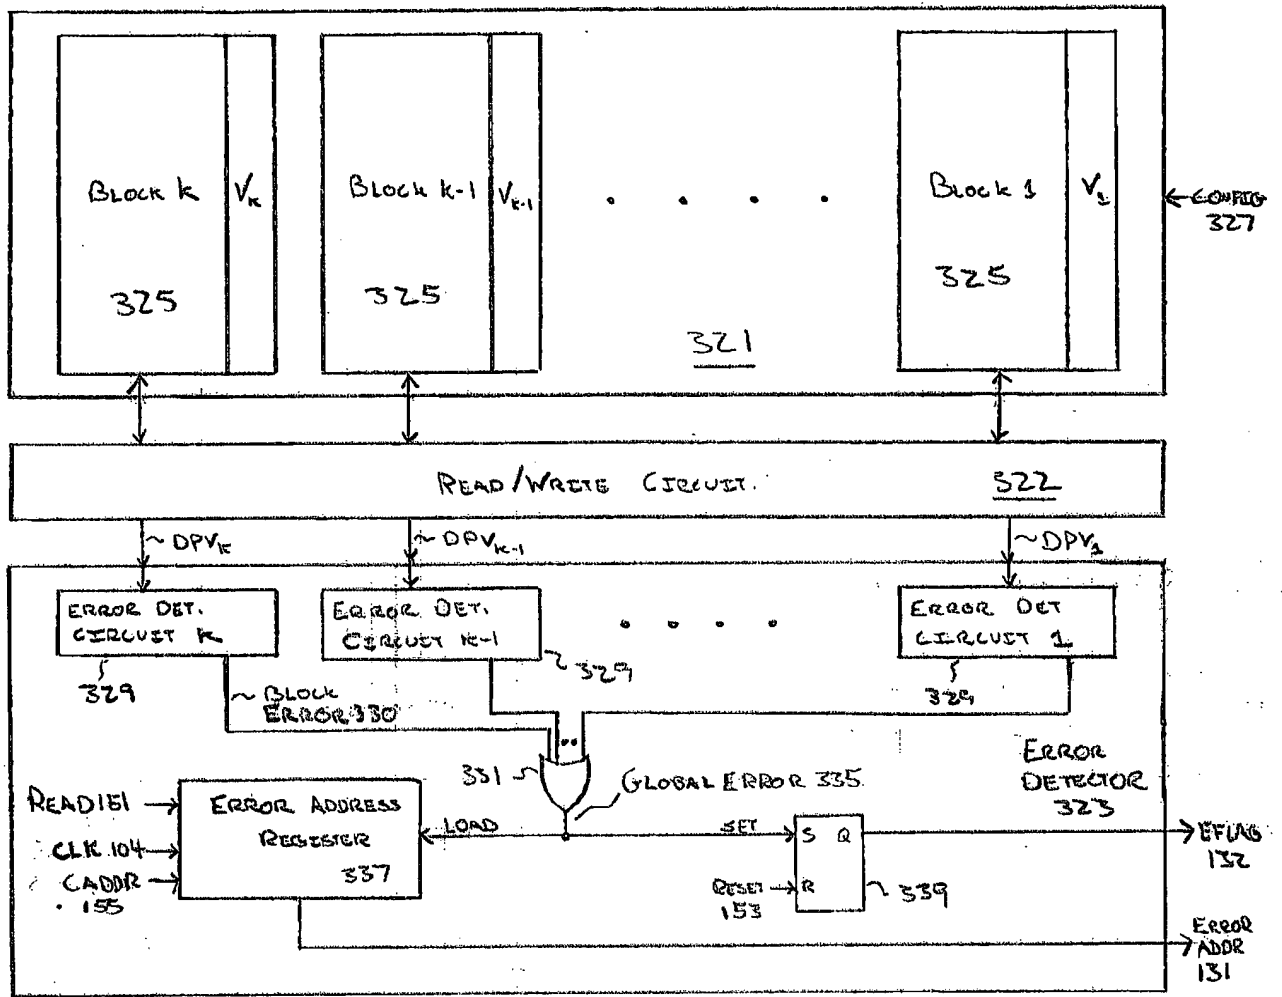 BLOCK k
Vk
BLOCK k-1
Vk-1
BLOCK 1
V1
325
325
325
321
CONFIG
327
READ/WRITE CIRCUIT.
322
DPVk
DPVk-1
DPV1
ERROR DET.
CIRCUIT k
ERROR DET.
CIRCUIT k-1
ERROR DET
CIRCUIT 1
329
329
329
BLOCK
ERROR 330
331
GLOBAL ERROR 335
ERROR
DETECTOR
323
READ 151
CLK 104
CADDR
155
ERROR ADDRESS
REGISTER
337
LOAD
SET
S Q
R
RESET
153
339
EFLAG
132
ERROR
ADDR
131